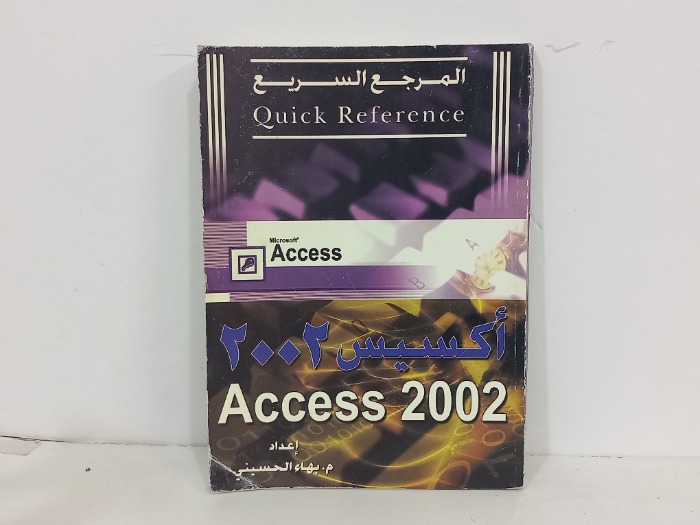 المرجع السريع
Quick Reference
Microsoft®
Access
A
B
أكسيس ٢٠٠٢
Access 2002
إعداد
م. بهاء الحسيني